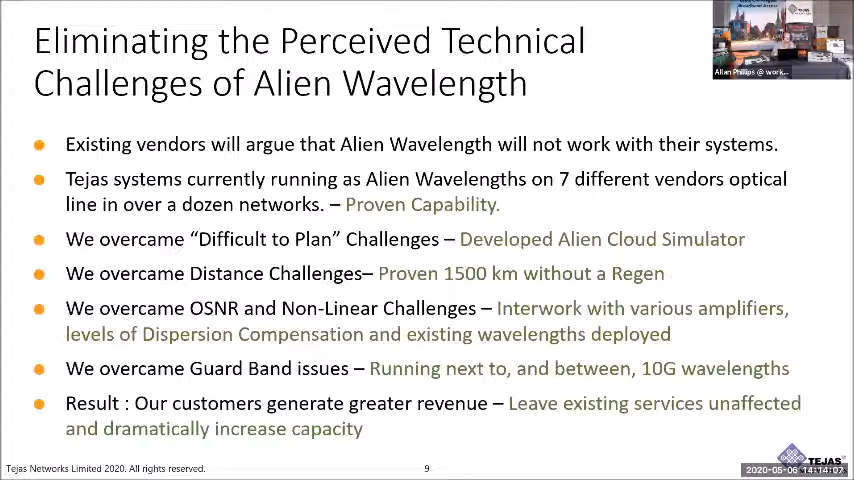 Eliminating the Perceived Technical
Challenges of Alien Wavelength
Existing vendors will argue that Alien Wavelength will not work with their systems.
Tejas systems currently running as Alien Wavelengths on 7 different vendors optical
line in over a dozen networks. – Proven Capability.
We overcame “Difficult to Plan” Challenges – Developed Alien Cloud Simulator
We overcame Distance Challenges– Proven 1500 km without a Regen
We overcame OSNR and Non-Linear Challenges – Interwork with various amplifiers,
levels of Dispersion Compensation and existing wavelengths deployed
We overcame Guard Band issues – Running next to, and between, 10G wavelengths
Result : Our customers generate greater revenue – Leave existing services unaffected
and dramatically increase capacity
Tejas Networks Limited 2020. All rights reserved.
9
TEJAS
2020-05-06 14:14:07
Broadband Access
TEJAS
Allan Phillips @ work...